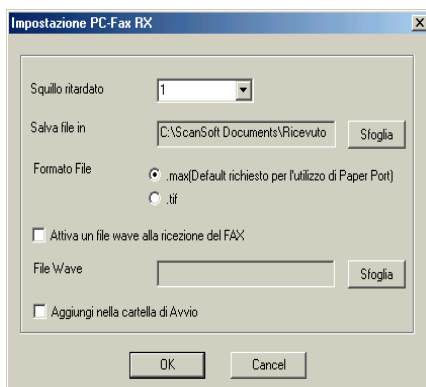 Impostazione PC-Fax RX
Squillo ritardato 1
Salva file in C:\ScanSoft Documents\Ricevuto Sfoglia
Formato File .max(Default richiesto per l'utilizzo di Paper Port)
.tif
Attiva un file wave alla ricezione del FAX
File Wave Sfoglia
Aggiungi nella cartella di Avvio
OK Cancel